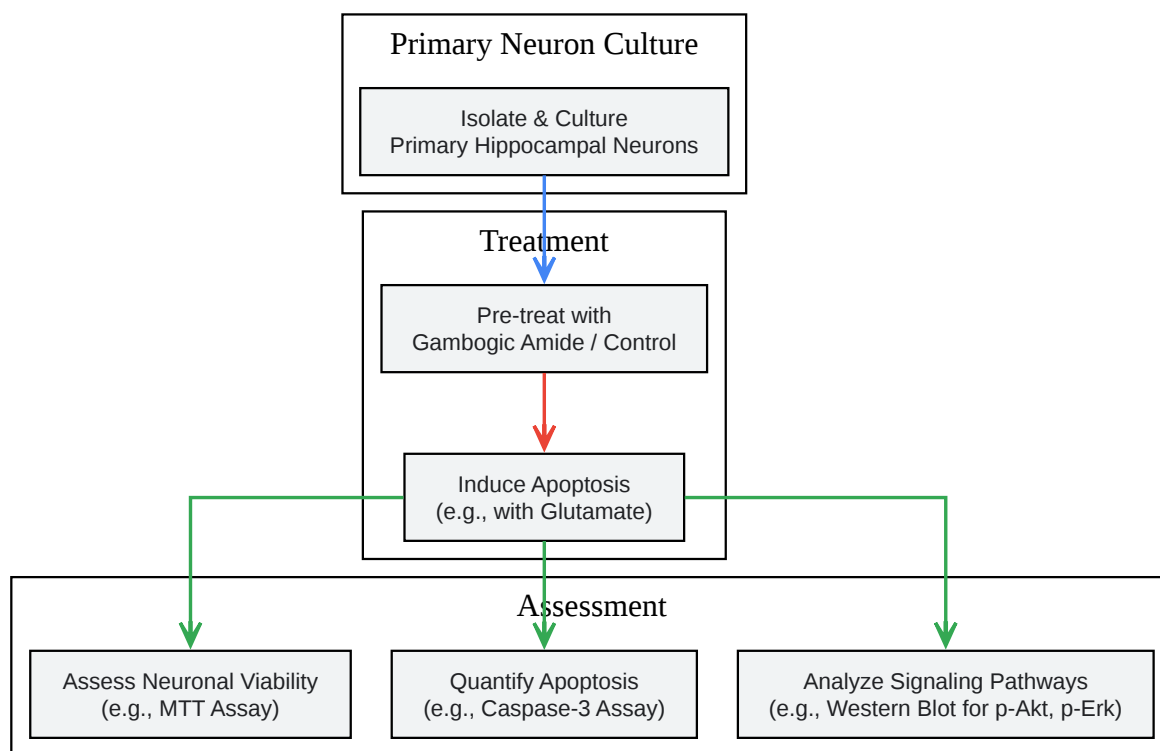 Primary Neuron Culture
Isolate & Culture
Primary Hippocampal Neurons
Treatment
Pre-treat with
Gambogic Amide / Control
Induce Apoptosis
(e.g., with Glutamate)
Assessment
Assess Neuronal Viability
(e.g., MTT Assay)
Quantify Apoptosis
(e.g., Caspase-3 Assay)
Analyze Signaling Pathways
(e.g., Western Blot for p-Akt, p-Erk)